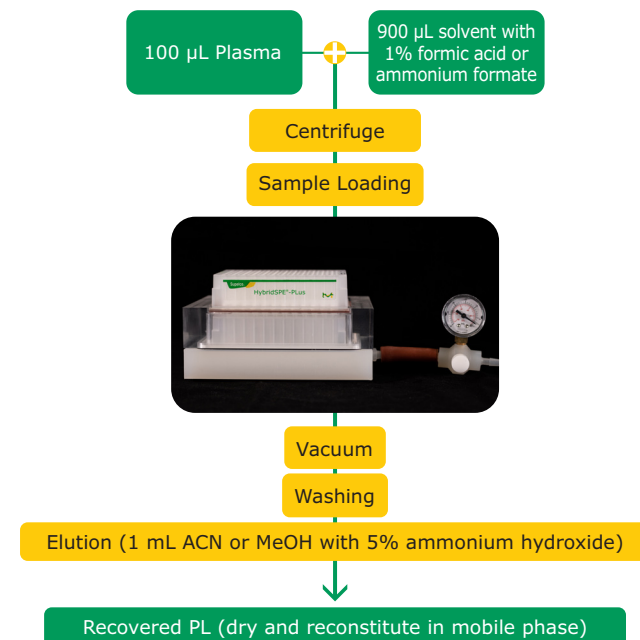 100 µL Plasma
900 µL solvent with
1% formic acid or
ammonium formate
Centrifuge
Sample Loading
Supelco
HybridSPE®-PLus
Vacuum
Washing
Elution (1 mL ACN or MeOH with 5% ammonium hydroxide)
Recovered PL (dry and reconstitute in mobile phase)